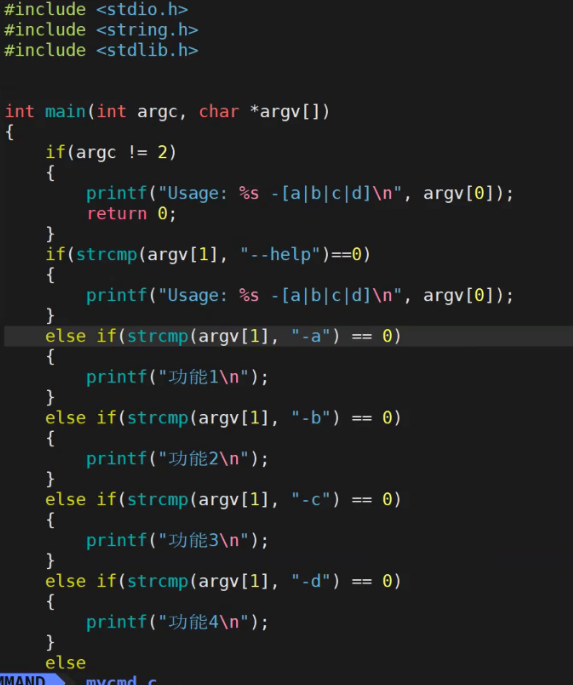 #include <stdio.h>
#include <string.h>
#include <stdlib.h>
int main(int argc, char *argv[])
{
    if(argc != 2)
    {
        printf("Usage: %s -[a|b|c|d]\n", argv[0]);
        return 0;
    }
    if(strcmp(argv[1], "--help")==0)
    {
        printf("Usage: %s -[a|b|c|d]\n", argv[0]);
    }
    else if(strcmp(argv[1], "-a") == 0)
    {
        printf("功能1\n");
    }
    else if(strcmp(argv[1], "-b") == 0)
    {
        printf("功能2\n");
    }
    else if(strcmp(argv[1], "-c") == 0)
    {
        printf("功能3\n");
    }
    else if(strcmp(argv[1], "-d") == 0)
    {
        printf("功能4\n");
    }
    else
MMAND mycmd.c